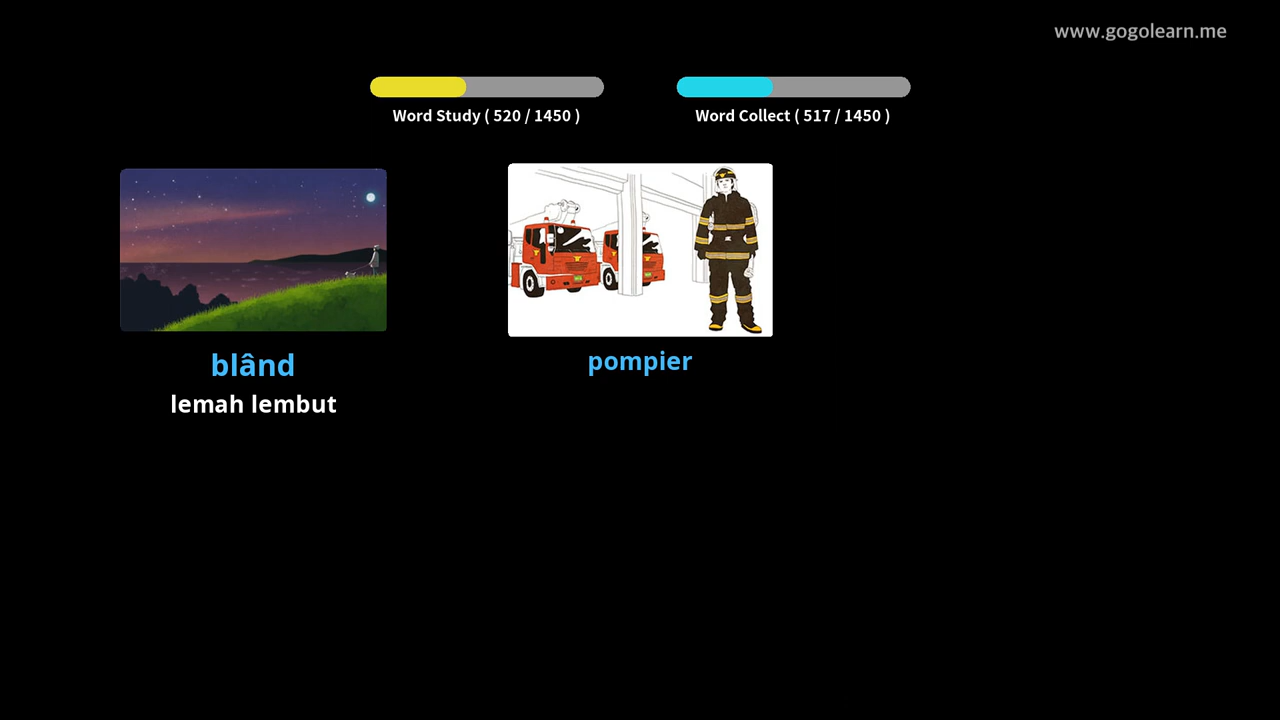 www.gogolearn.me
Word Study ( 520 / 1450 )
Word Collect ( 517 / 1450 )
blând
lemah lembut
pompier